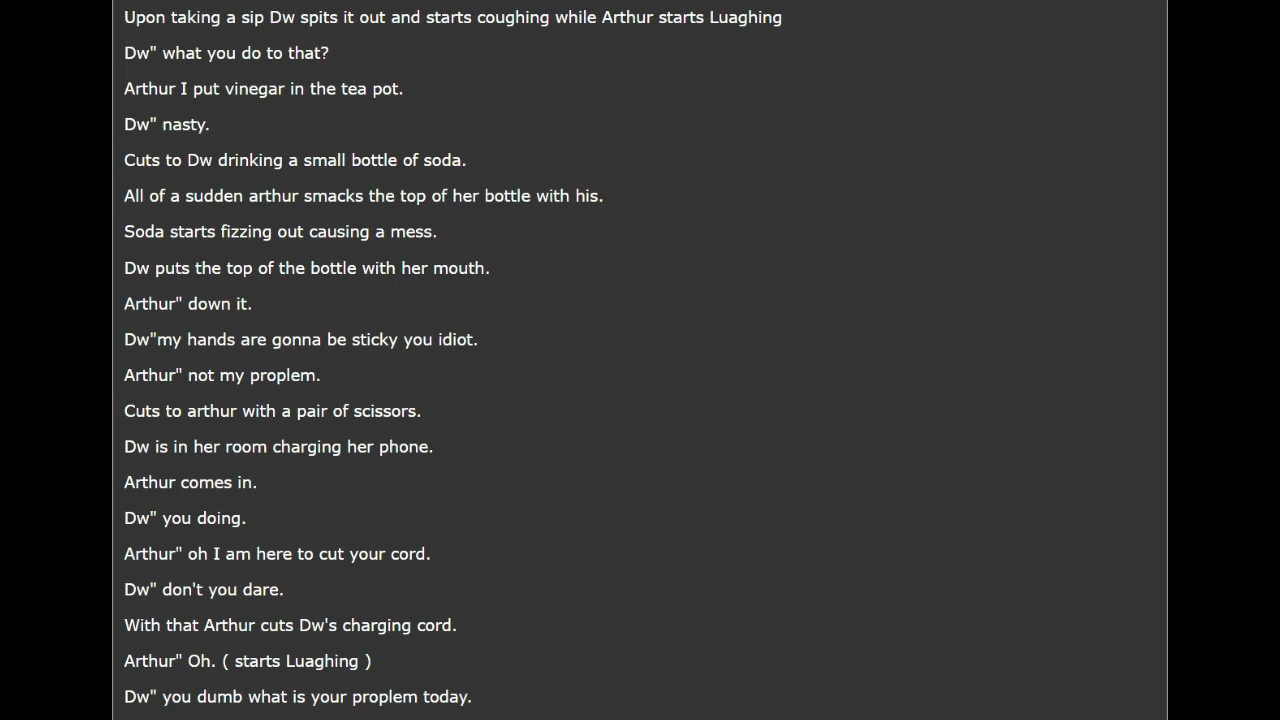 Upon taking a sip Dw spits it out and starts coughing while Arthur starts Luaghing
Dw" what you do to that?
Arthur I put vinegar in the tea pot.
Dw" nasty.
Cuts to Dw drinking a small bottle of soda.
All of a sudden arthur smacks the top of her bottle with his.
Soda starts fizzing out causing a mess.
Dw puts the top of the bottle with her mouth.
Arthur" down it.
Dw"my hands are gonna be sticky you idiot.
Arthur" not my proplem.
Cuts to arthur with a pair of scissors.
Dw is in her room charging her phone.
Arthur comes in.
Dw" you doing.
Arthur" oh I am here to cut your cord.
Dw" don't you dare.
With that Arthur cuts Dw's charging cord.
Arthur" Oh. ( starts Luaghing )
Dw" you dumb what is your proplem today.